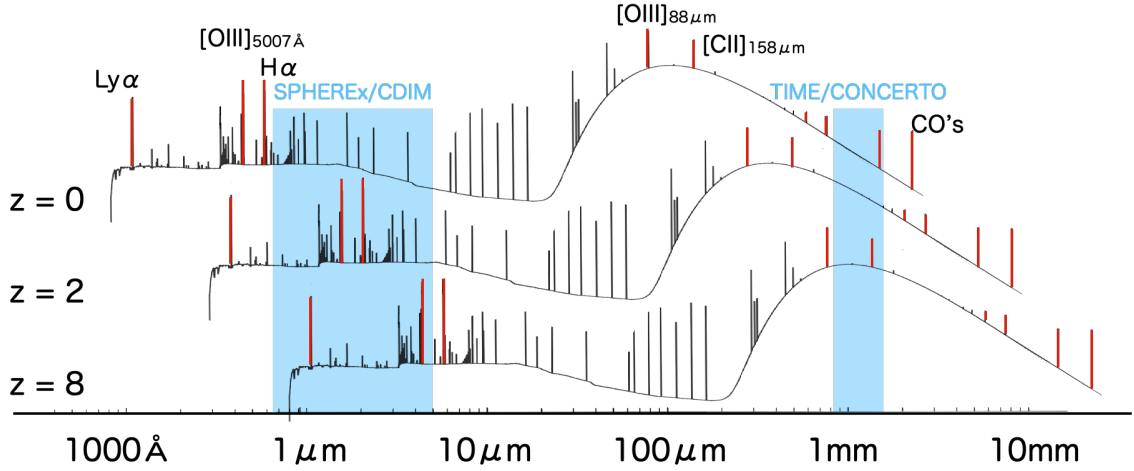 [OIII]88μm
[OIII]5007Å
[CII]158μm
Lyα
Hα
SPHEREx/CDIM
TIME/CONCERTO
CO's
z = 0
z = 2
z = 8
1000Å 1μm 10μm 100μm 1mm 10mm